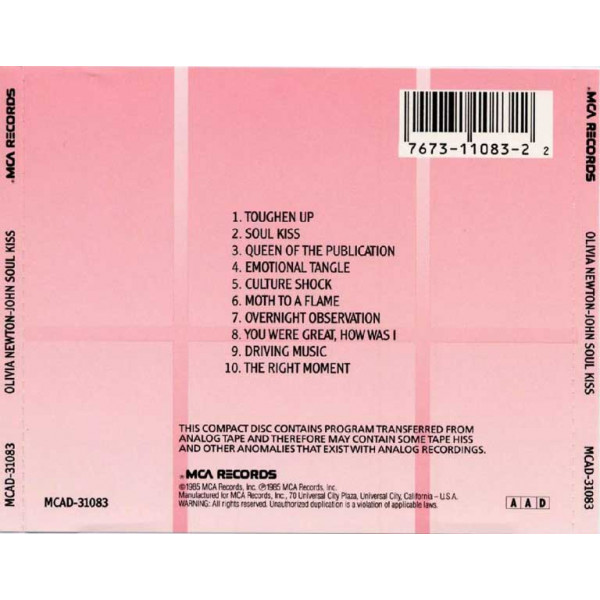 MCA RECORDS
OLIVIA NEWTON-JOHN SOUL KISS
MCAD-31083
7673-11083-2 2
1. TOUGHEN UP
2. SOUL KISS
3. QUEEN OF THE PUBLICATION
4. EMOTIONAL TANGLE
5. CULTURE SHOCK
6. MOTH TO A FLAME
7. OVERNIGHT OBSERVATION
8. YOU WERE GREAT, HOW WAS I
9. DRIVING MUSIC
10. THE RIGHT MOMENT
THIS COMPACT DISC CONTAINS PROGRAM TRANSFERRED FROM
ANALOG TAPE AND THEREFORE MAY CONTAIN SOME TAPE HISS
AND OTHER ANOMALIES THAT EXIST WITH ANALOG RECORDINGS.
MCA RECORDS
©1985 MCA Records, Inc. ℗1985 MCA Records, Inc.
Manufactured for MCA Records, Inc., 70 Universal City Plaza, Universal City, California – U.S.A.
WARNING: All rights reserved. Unauthorized duplication is a violation of applicable laws.
MCAD-31083
A A D
MCA RECORDS
OLIVIA NEWTON-JOHN SOUL KISS
MCAD-31083